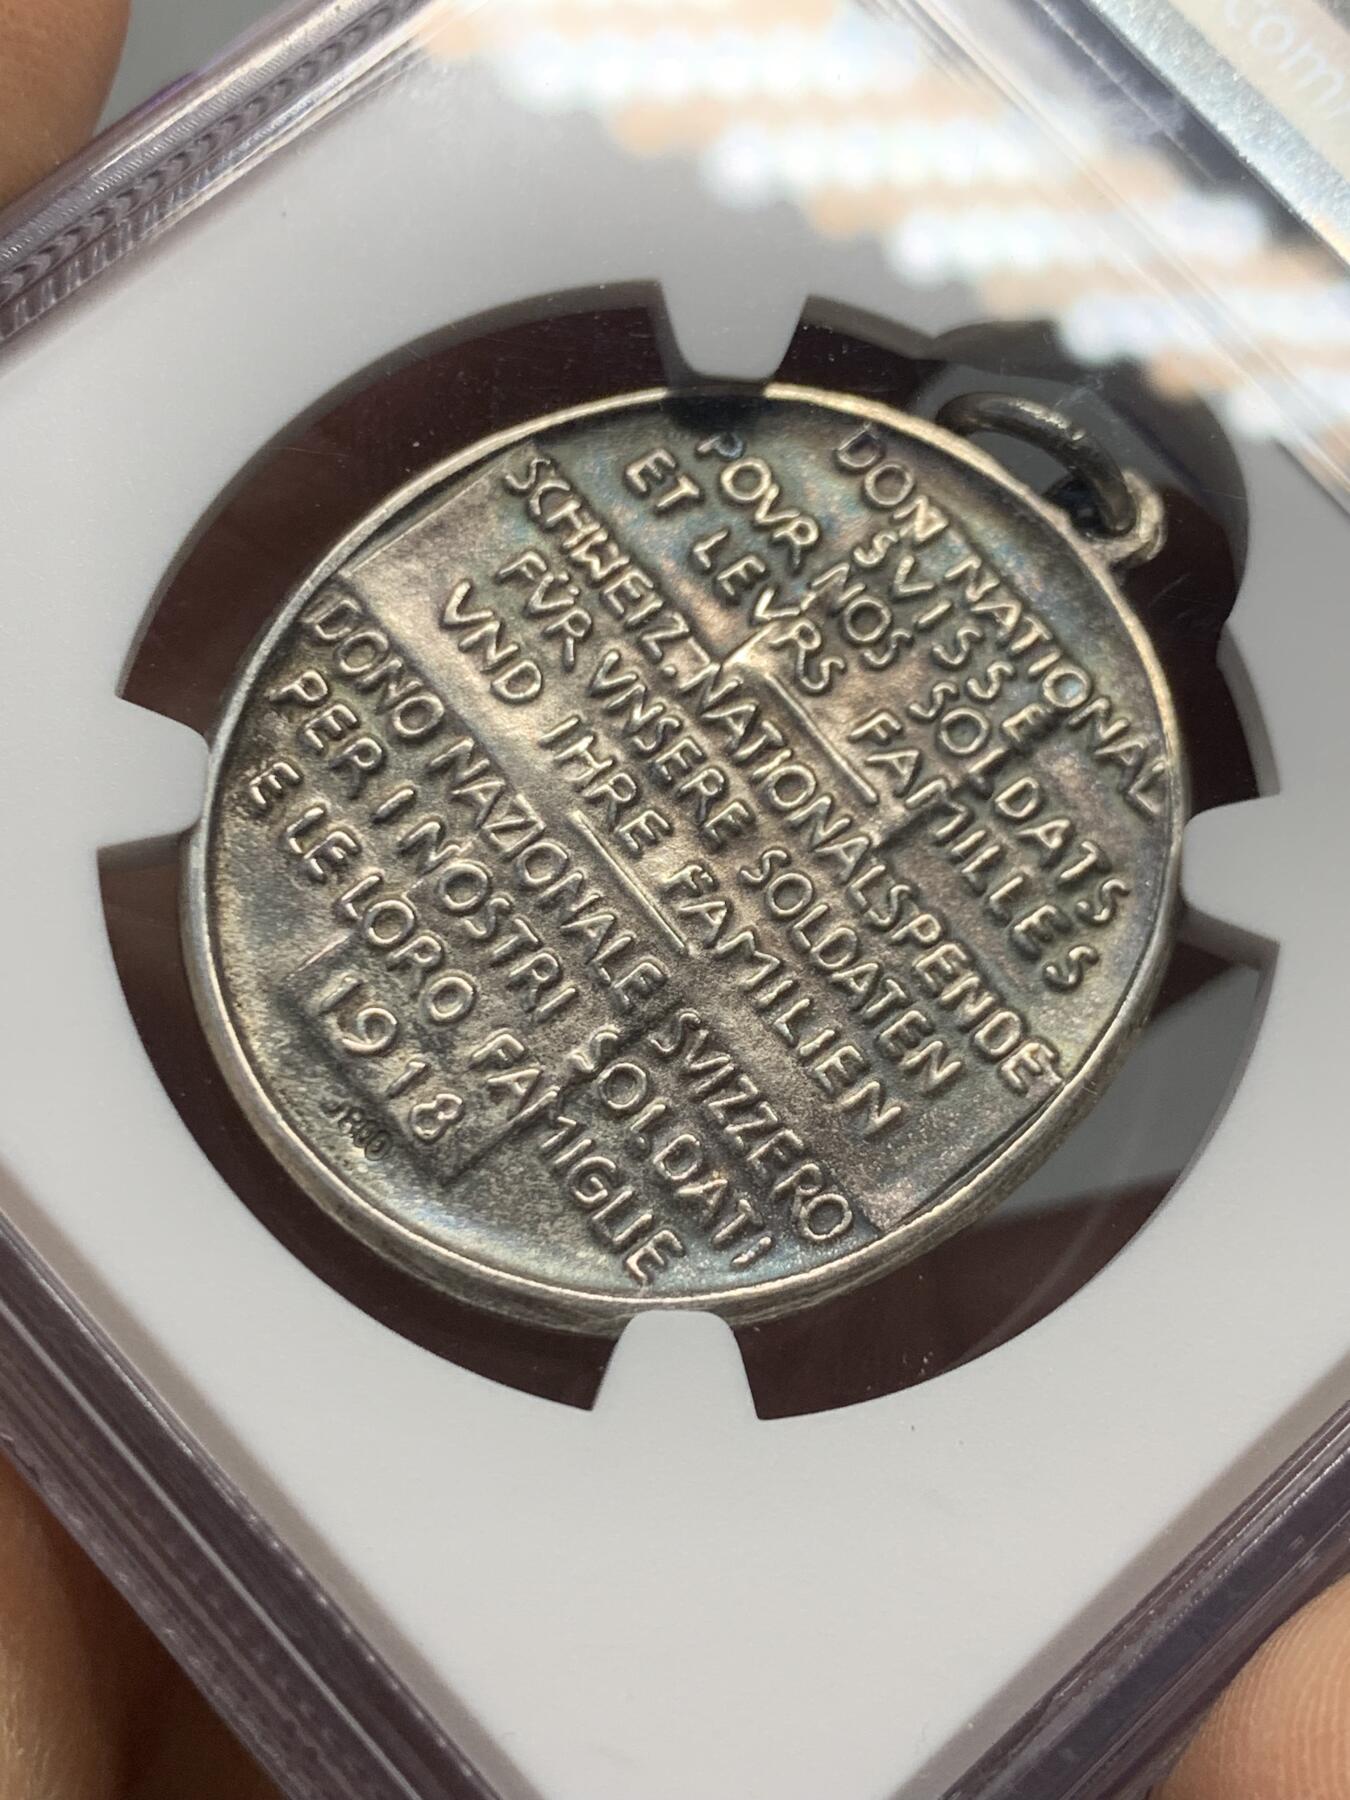 com/
DON NATIONAL
SVISSE
POVR NOS SOLDATS
ET LEVRS FAMILLES
SCHWEIZ. NATIONALSPENDE
FÜR VNSERE SOLDATEN
VND IHRE FAMILIEN
DONO NAZIONALE SVIZZERO
PER I NOSTRI SOLDATI
E LE LORO FAMIGLIE
1918